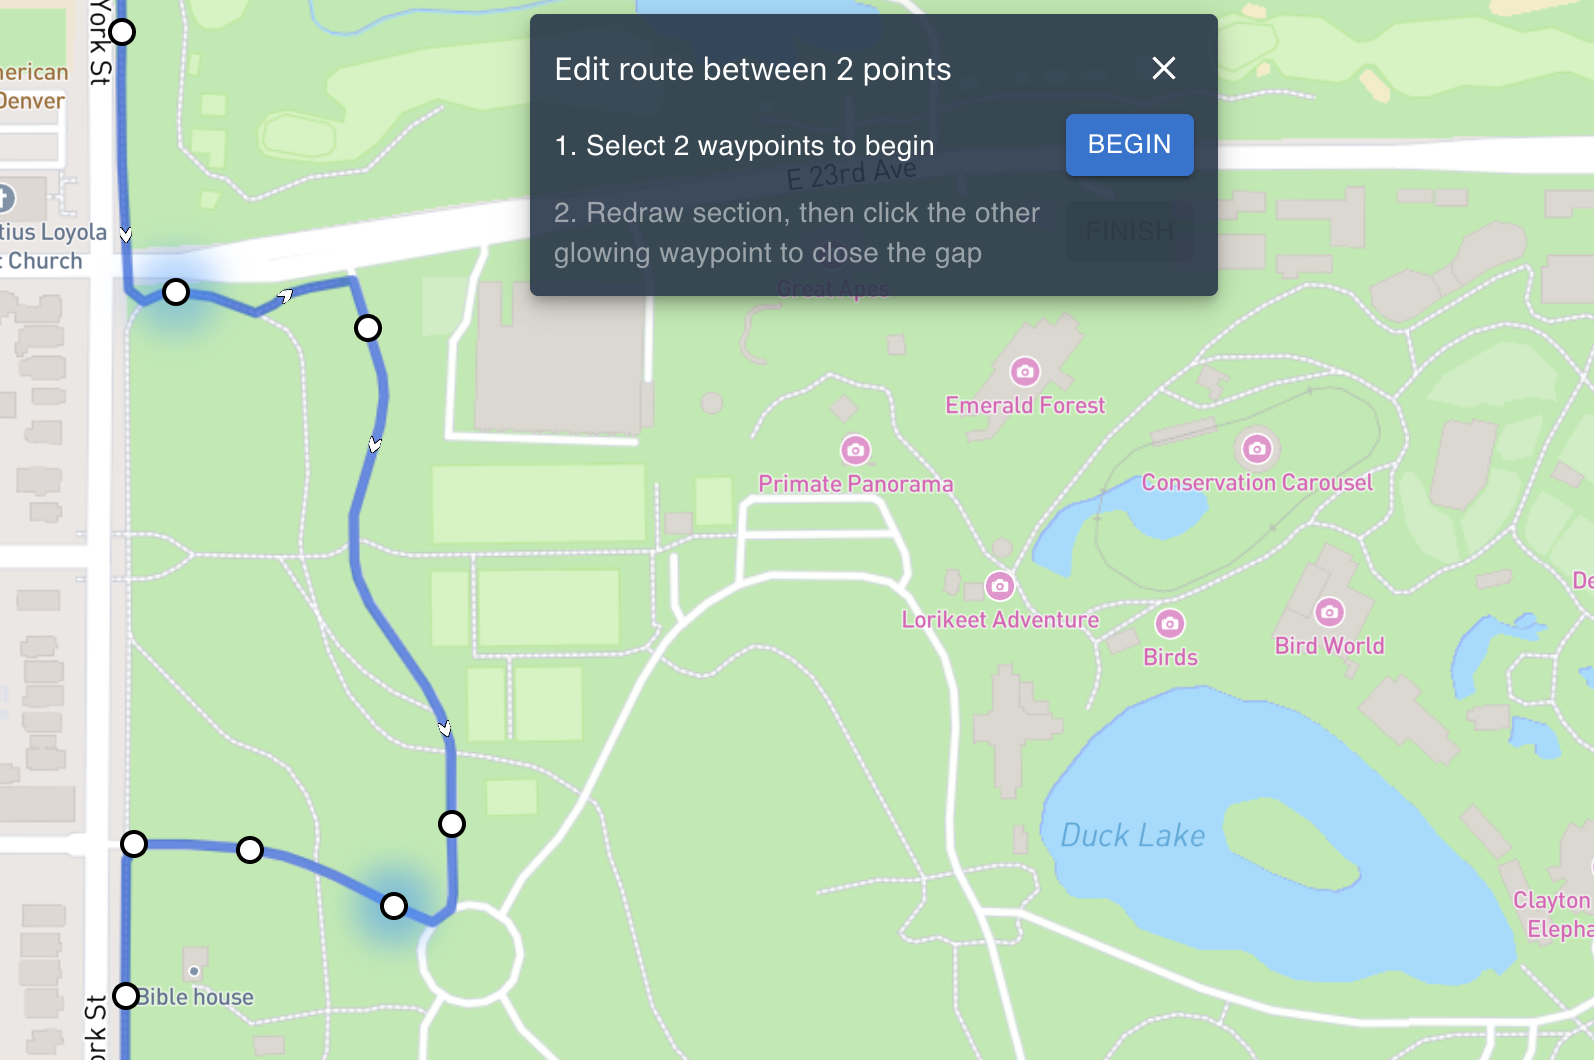 York St
nerican
Denver
tius Loyola
t Church
Edit route between 2 points
1. Select 2 waypoints to begin
BEGIN
E 23rd Ave
2. Redraw section, then click the other
glowing waypoint to close the gap
FINISH
Great Apes
Emerald Forest
Primate Panorama
Conservation Carousel
Lorikeet Adventure
Birds
Bird World
De
Duck Lake
Clayton
Elepha
Bible house
ork St